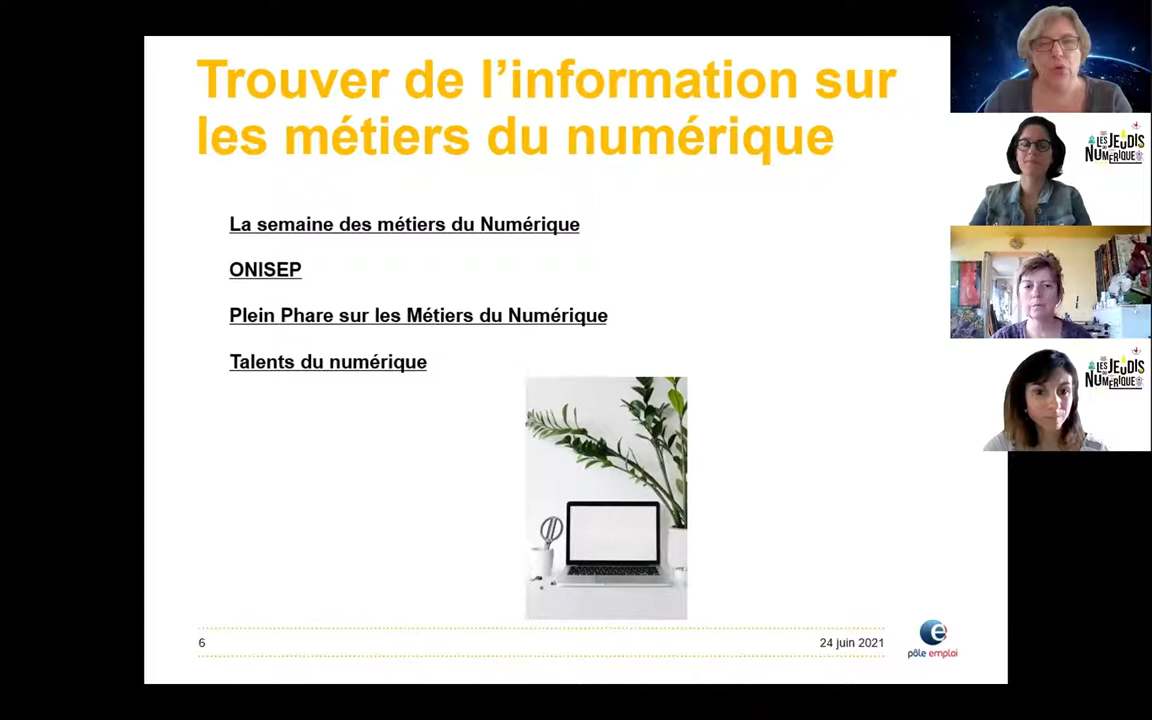 Trouver de l’information sur
les métiers du numérique
La semaine des métiers du Numérique
ONISEP
Plein Phare sur les Métiers du Numérique
Talents du numérique
6
24 juin 2021
pôle emploi
LES JEUDIS
NUMÉRIQUE
LES JEUDIS
NUMÉRIQUE